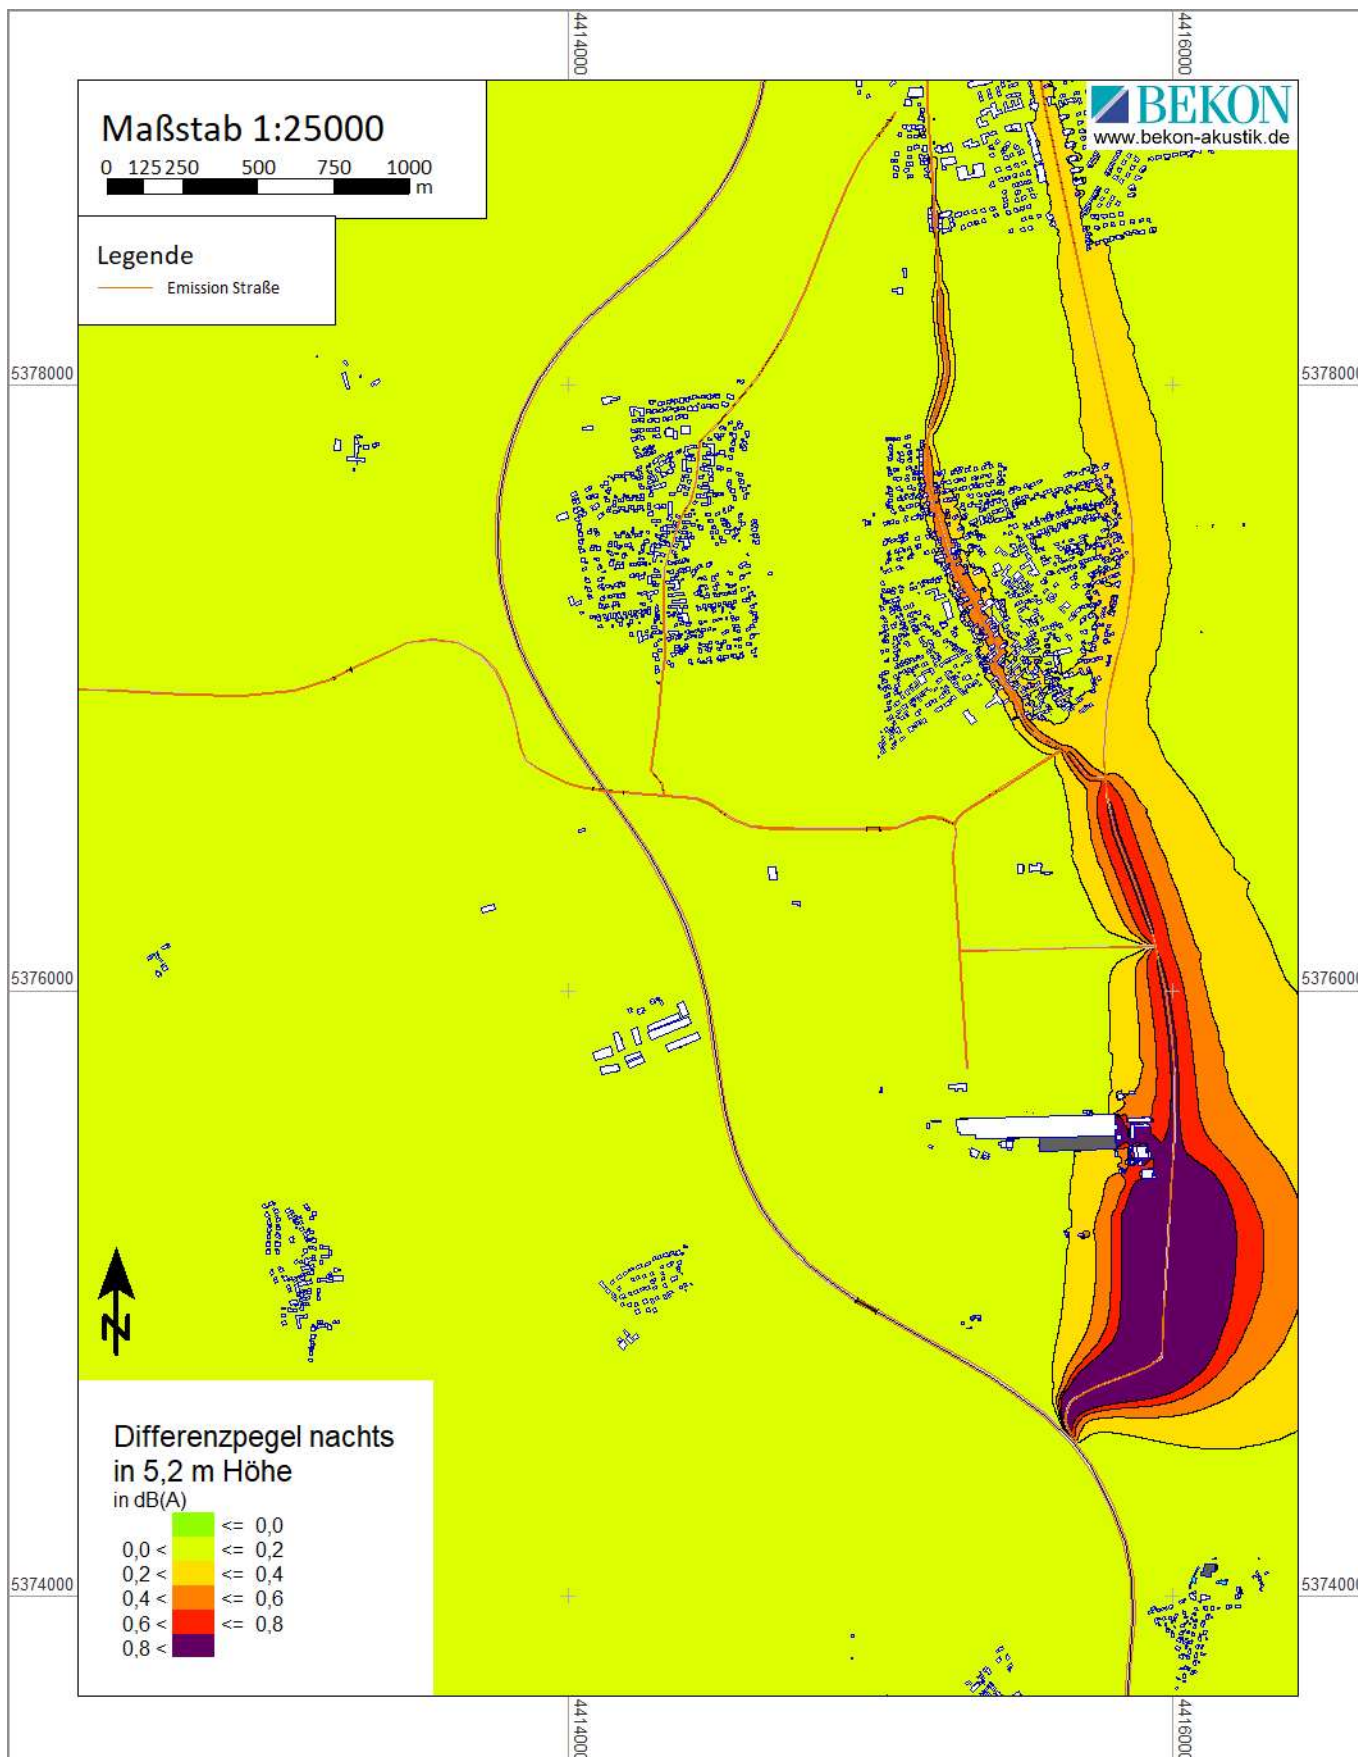 4414000
4416000
Maßstab 1:25000
0 125 250 500 750 1000
m
BEKON
www.bekon-akustik.de
Legende
Emission Straße
5378000
5378000
5376000
5376000
N
Differenzpegel nachts
in 5,2 m Höhe
in dB(A)
<= 0,0
0,0 < <= 0,2
0,2 < <= 0,4
0,4 < <= 0,6
0,6 < <= 0,8
0,8 <
5374000
5374000
4414000
4416000